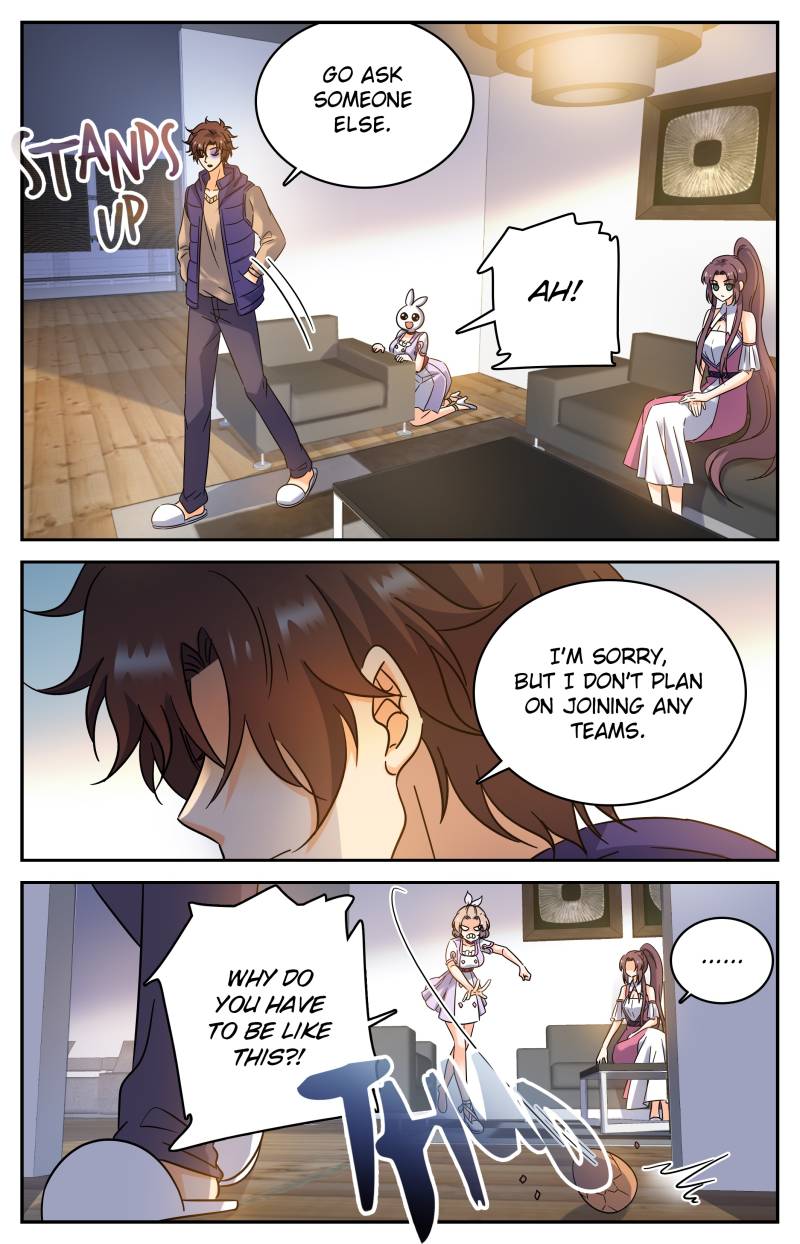 GO ASK
SOMEONE
ELSE.
STANDS
UP
AH!
I'M SORRY,
BUT I DON'T PLAN
ON JOINING ANY
TEAMS.
WHY DO
YOU HAVE
TO BE LIKE
THIS?!
......
THUD